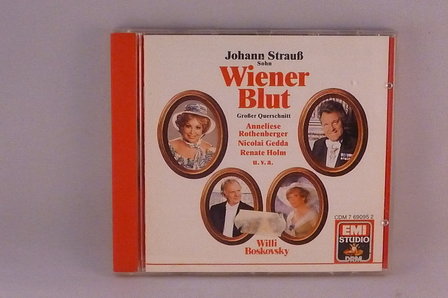 Johann Strauß
Sohn
Wiener
Blut
Großer Querschnitt
Anneliese
Rothenberger
Nicolai Gedda
Renate Holm
u. v. a.
Willi
Boskovsky
CDM 7 69095 2
EMI
STUDIO
DRM